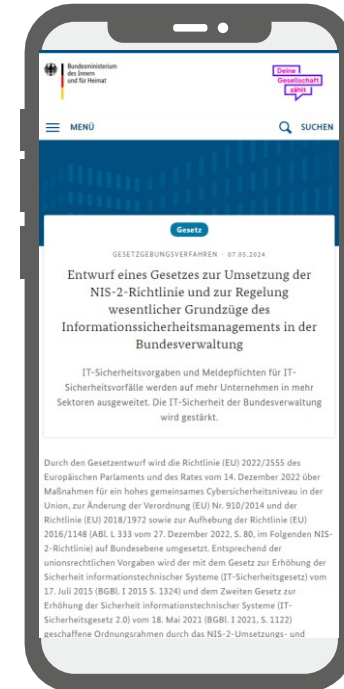 Bundesministerium
des Innern
und für Heimat
Deine
Gesellschaft
zählt
MENÜ
SUCHEN
Gesetz
GESETZGEBUNGSVERFAHREN · 07.05.2024
Entwurf eines Gesetzes zur Umsetzung der
NIS-2-Richtlinie und zur Regelung
wesentlicher Grundzüge des
Informationssicherheitsmanagements in der
Bundesverwaltung
IT-Sicherheitsvorgaben und Meldepflichten für IT-
Sicherheitsvorfälle werden auf mehr Unternehmen in mehr
Sektoren ausgeweitet. Die IT-Sicherheit der Bundesverwaltung
wird gestärkt.
Durch den Gesetzentwurf wird die Richtlinie (EU) 2022/2555 des
Europäischen Parlaments und des Rates vom 14. Dezember 2022 über
Maßnahmen für ein hohes gemeinsames Cybersicherheitsniveau in der
Union, zur Änderung der Verordnung (EU) Nr. 910/2014 und der
Richtlinie (EU) 2018/1972 sowie zur Aufhebung der Richtlinie (EU)
2016/1148 (ABl. L 333 vom 27. Dezember 2022, S. 80, im Folgenden NIS-
2-Richtlinie) auf Bundesebene umgesetzt. Entsprechend der
unionsrechtlichen Vorgaben wird der mit dem Gesetz zur Erhöhung der
Sicherheit informationstechnischer Systeme (IT-Sicherheitsgesetz) vom
17. Juli 2015 (BGBl. I 2015 S. 1324) und dem Zweiten Gesetz zur
Erhöhung der Sicherheit informationstechnischer Systeme (IT-
Sicherheitsgesetz 2.0) vom 18. Mai 2021 (BGBl. I 2021, S. 1122)
geschaffene Ordnungsrahmen durch das NIS-2-Umsetzungs- und